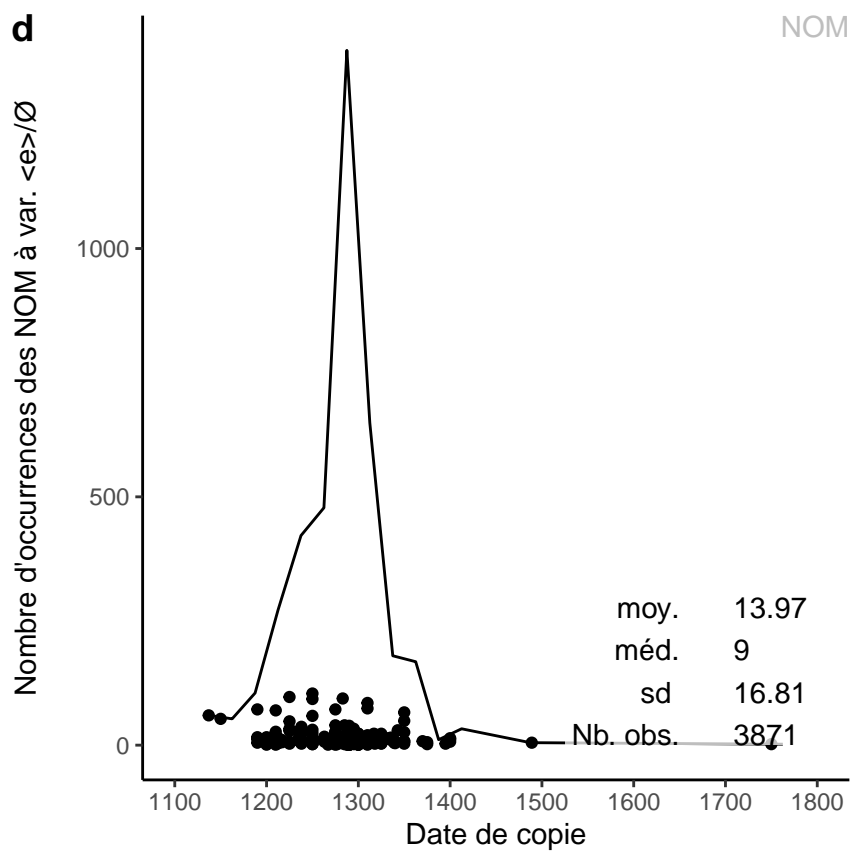 d
NOM
Nombre d'occurrences des NOM à var. <e>/Ø
1000
500
0
moy. 13.97
méd. 9
sd 16.81
Nb. obs. 3871
1100 1200 1300 1400 1500 1600 1700 1800
Date de copie